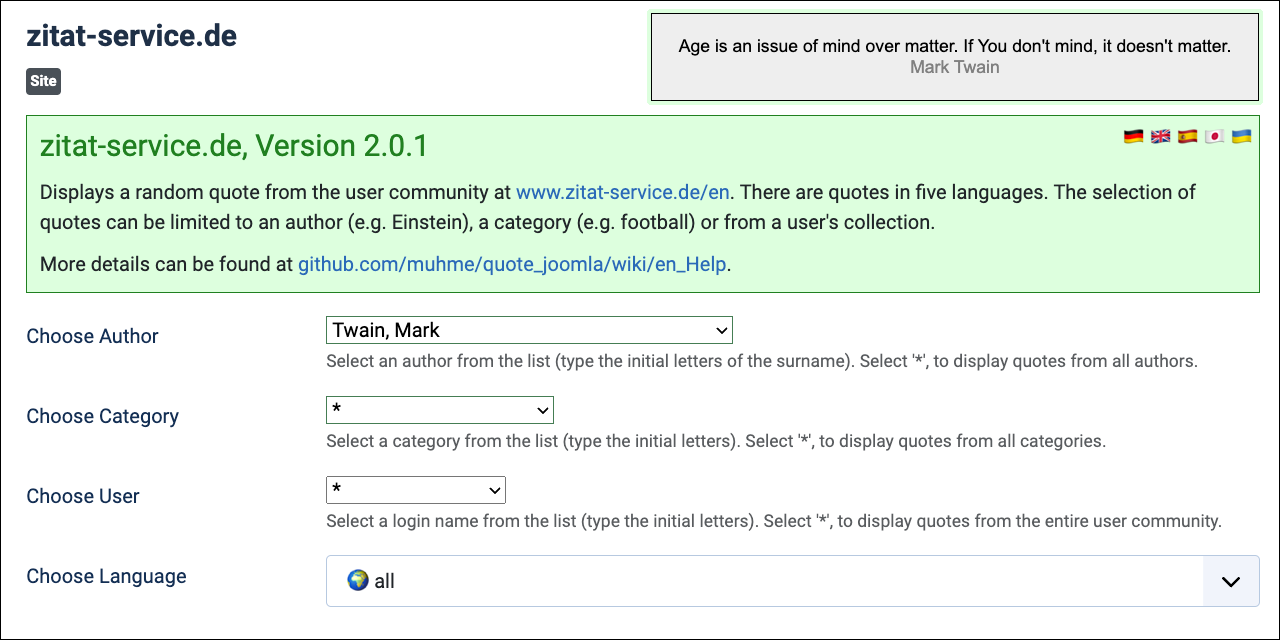 zitat-service.de
Site
Age is an issue of mind over matter. If You don't mind, it doesn't matter.
Mark Twain
zitat-service.de, Version 2.0.1
Displays a random quote from the user community at www.zitat-service.de/en. There are quotes in five languages. The selection of
quotes can be limited to an author (e.g. Einstein), a category (e.g. football) or from a user's collection.
More details can be found at github.com/muhme/quote_joomla/wiki/en_Help.
Choose Author
Twain, Mark
Select an author from the list (type the initial letters of the surname). Select '*', to display quotes from all authors.
Choose Category
*
Select a category from the list (type the initial letters). Select '*', to display quotes from all categories.
Choose User
*
Select a login name from the list (type the initial letters). Select '*', to display quotes from the entire user community.
Choose Language
all